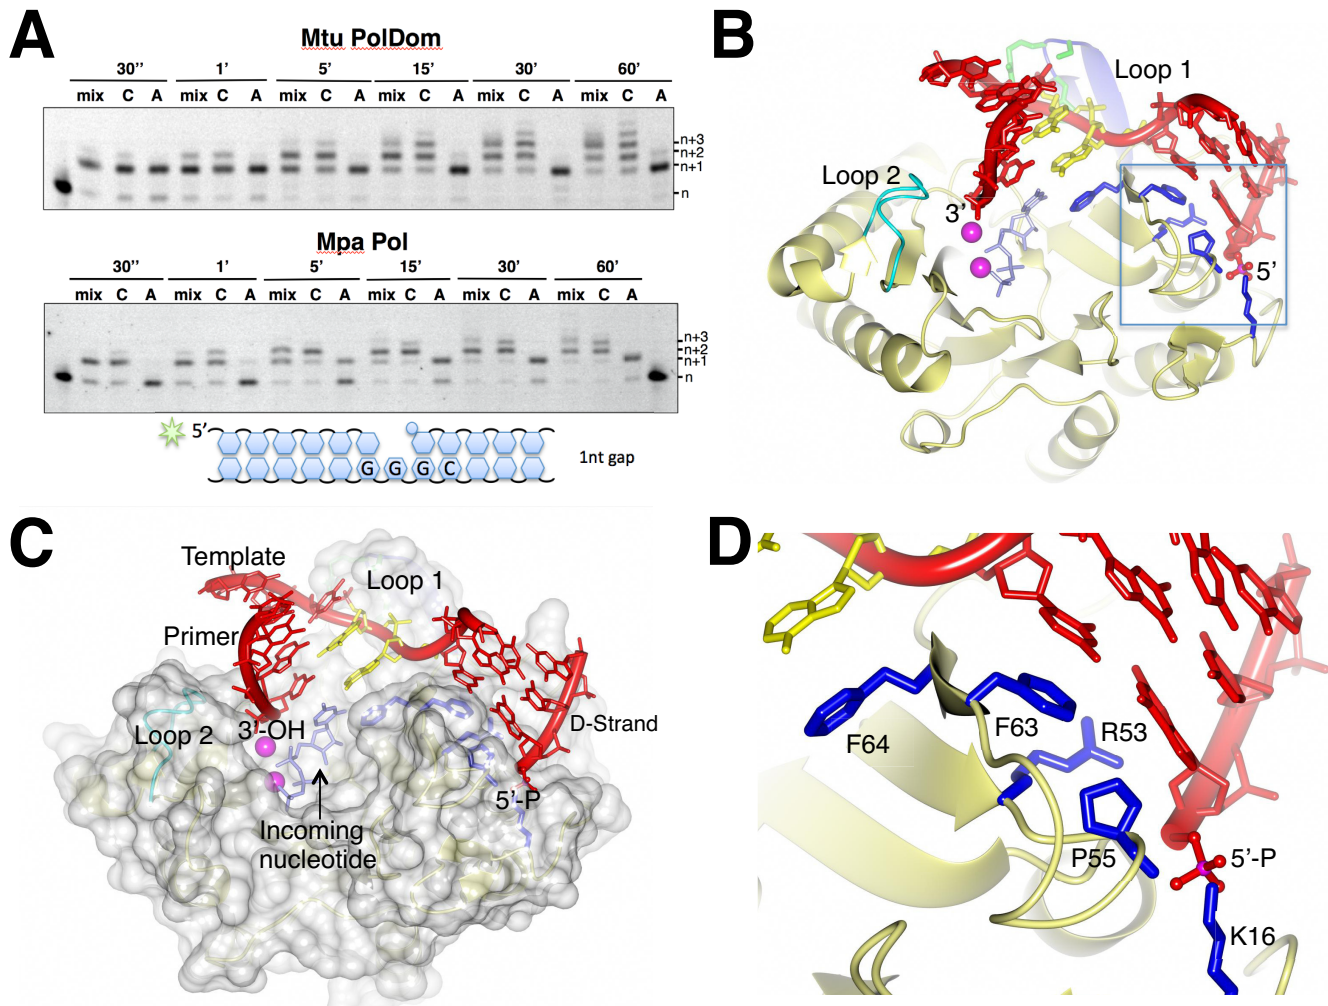 A
Mtu PolDom
30’’ 1’ 5’ 15’ 30’ 60’
mix C A mix C A mix C A mix C A mix C A mix C A
n+3
n+2
n+1
n
Mpa Pol
30’’ 1’ 5’ 15’ 30’ 60’
mix C A mix C A mix C A mix C A mix C A mix C A
n+3
n+2
n+1
n
5’
G G G C
1nt gap
B
Loop 1
Loop 2
3’
5’
C
Template
Loop 1
Primer
Loop 2
3’-OH
D-Strand
5’-P
Incoming
nucleotide
D
F64
F63
R53
P55
5’-P
K16